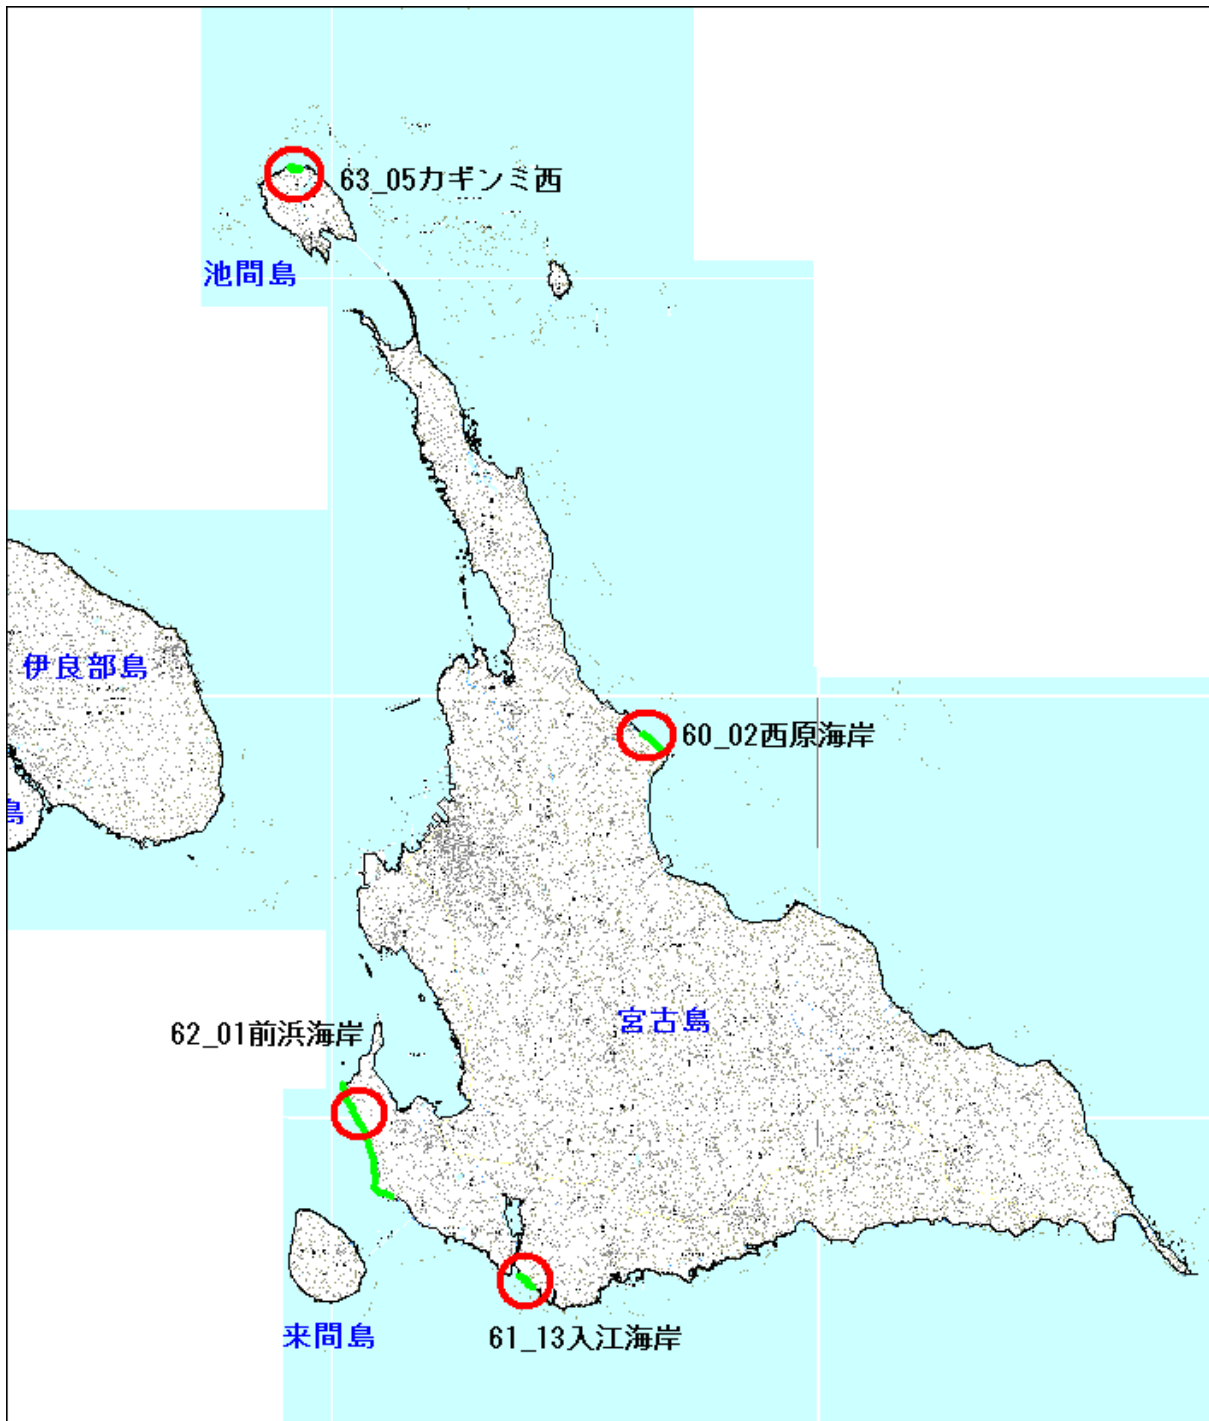 63_05カギンミ西
池間島
伊良部島
60_02西原海岸
島
宮古島
62_01前浜海岸
来間島
61_13入江海岸